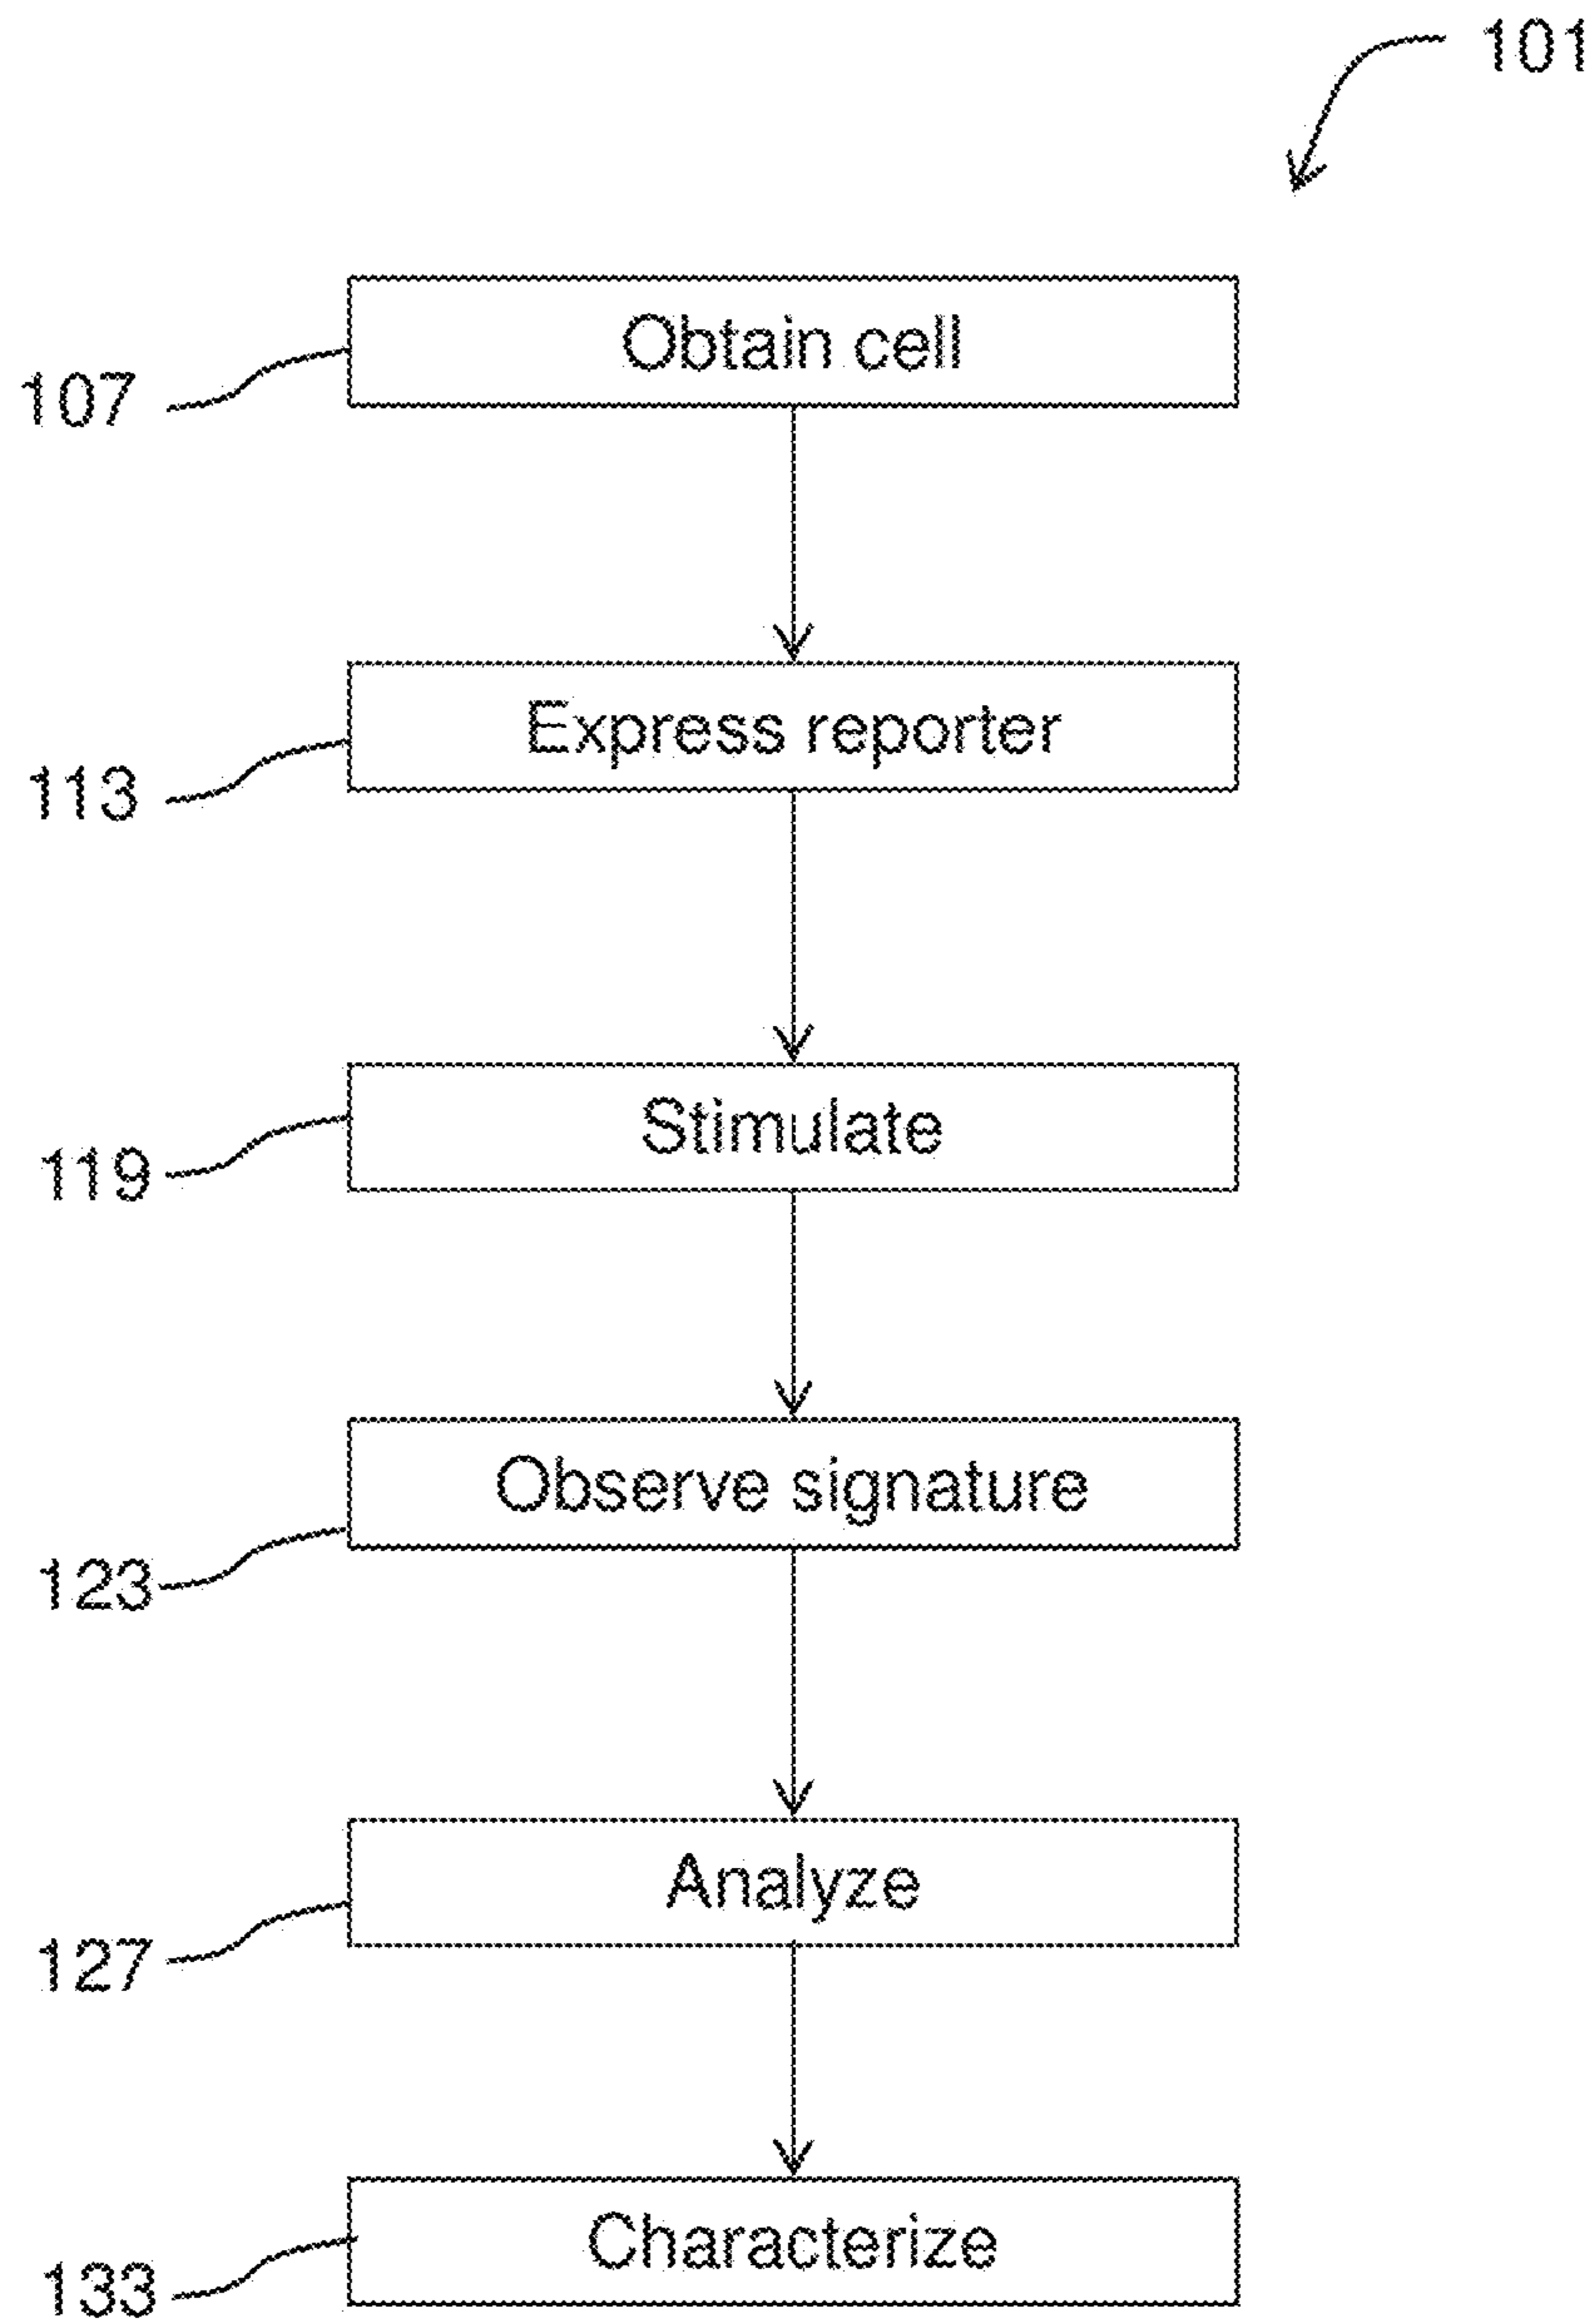 101
Obtain cell
107
Express reporter
113
Stimulate
119
Observe signature
123
Analyze
127
Characterize
133